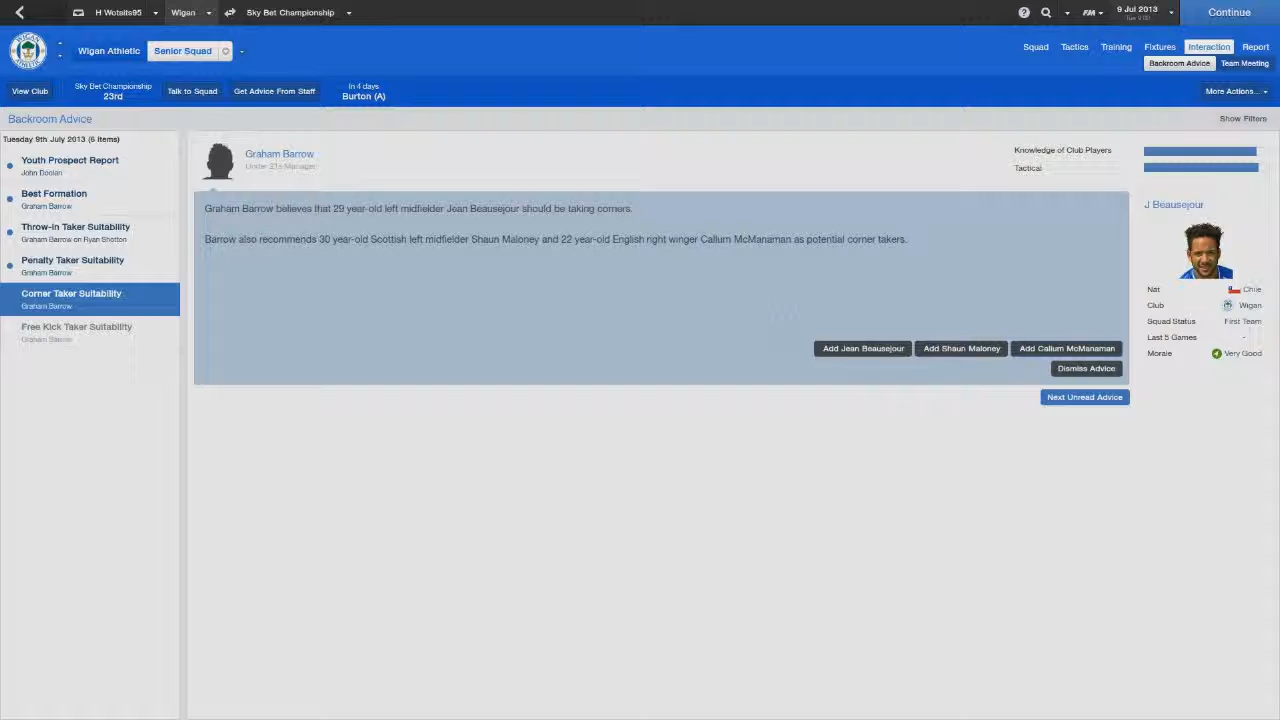 H Wotsits95
Wigan
Sky Bet Championship
FM
9 Jul 2013
Tue 9:00
Continue
Wigan Athletic
Senior Squad
Squad
Tactics
Training
Fixtures
Interaction
Report
Backroom Advice
Team Meeting
View Club
Sky Bet Championship
23rd
Talk to Squad
Get Advice From Staff
In 4 days
Burton (A)
More Actions...
Backroom Advice
Show Filters
Tuesday 9th July 2013 (6 Items)
Youth Prospect Report
John Doolan
Best Formation
Graham Barrow
Throw-in Taker Suitability
Graham Barrow on Ryan Shotton
Penalty Taker Suitability
Graham Barrow
Corner Taker Suitability
Graham Barrow
Free Kick Taker Suitability
Graham Barrow
Graham Barrow
Under 21s Manager
Knowledge of Club Players
Tactical
Graham Barrow believes that 29 year-old left midfielder Jean Beausejour should be taking corners.
Barrow also recommends 30 year-old Scottish left midfielder Shaun Maloney and 22 year-old English right winger Callum McManaman as potential corner takers.
Add Jean Beausejour
Add Shaun Maloney
Add Callum McManaman
Dismiss Advice
Next Unread Advice
J Beausejour
Nat
Chile
Club
Wigan
Squad Status
First Team
Last 5 Games
-
Morale
Very Good